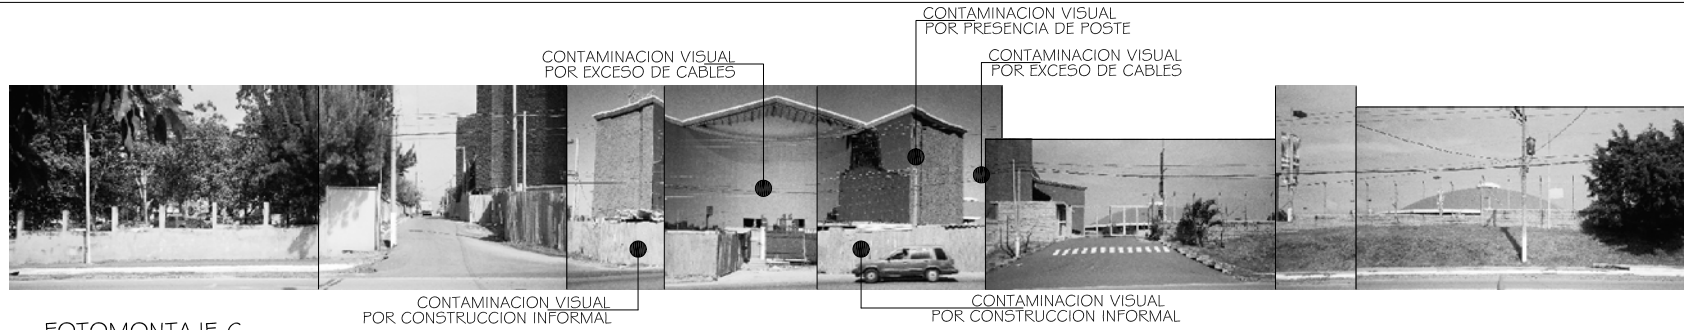 CONTAMINACION VISUAL
POR PRESENCIA DE POSTE
CONTAMINACION VISUAL
POR EXCESO DE CABLES
CONTAMINACION VISUAL
POR EXCESO DE CABLES
CONTAMINACION VISUAL
POR CONSTRUCCION INFORMAL
CONTAMINACION VISUAL
POR CONSTRUCCION INFORMAL
FOTOMONTAJE C